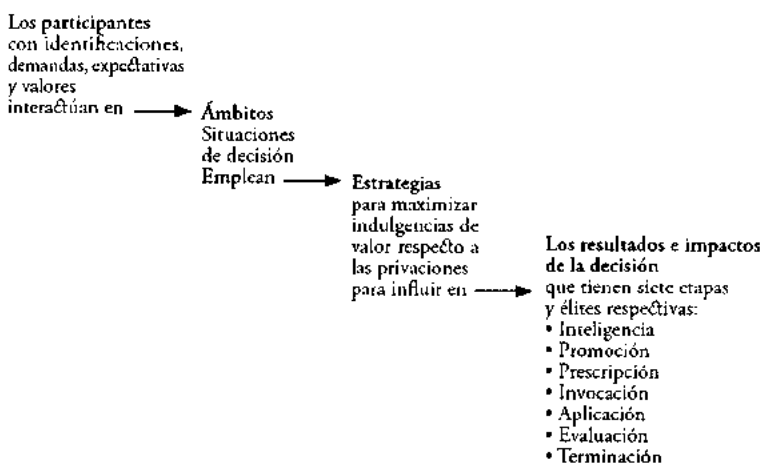 Los participantes
con identificaciones,
demandas, expectativas
y valores
interactúan en
Ámbitos
Situaciones
de decisión
Emplean
Estrategias
para maximizar
indulgencias de
valor respecto a
las privaciones
para influir en
Los resultados e impactos
de la decisión
que tienen siete etapas
y élites respectivas:
• Inteligencia
• Promoción
• Prescripción
• Invocación
• Aplicación
• Evaluación
• Terminación